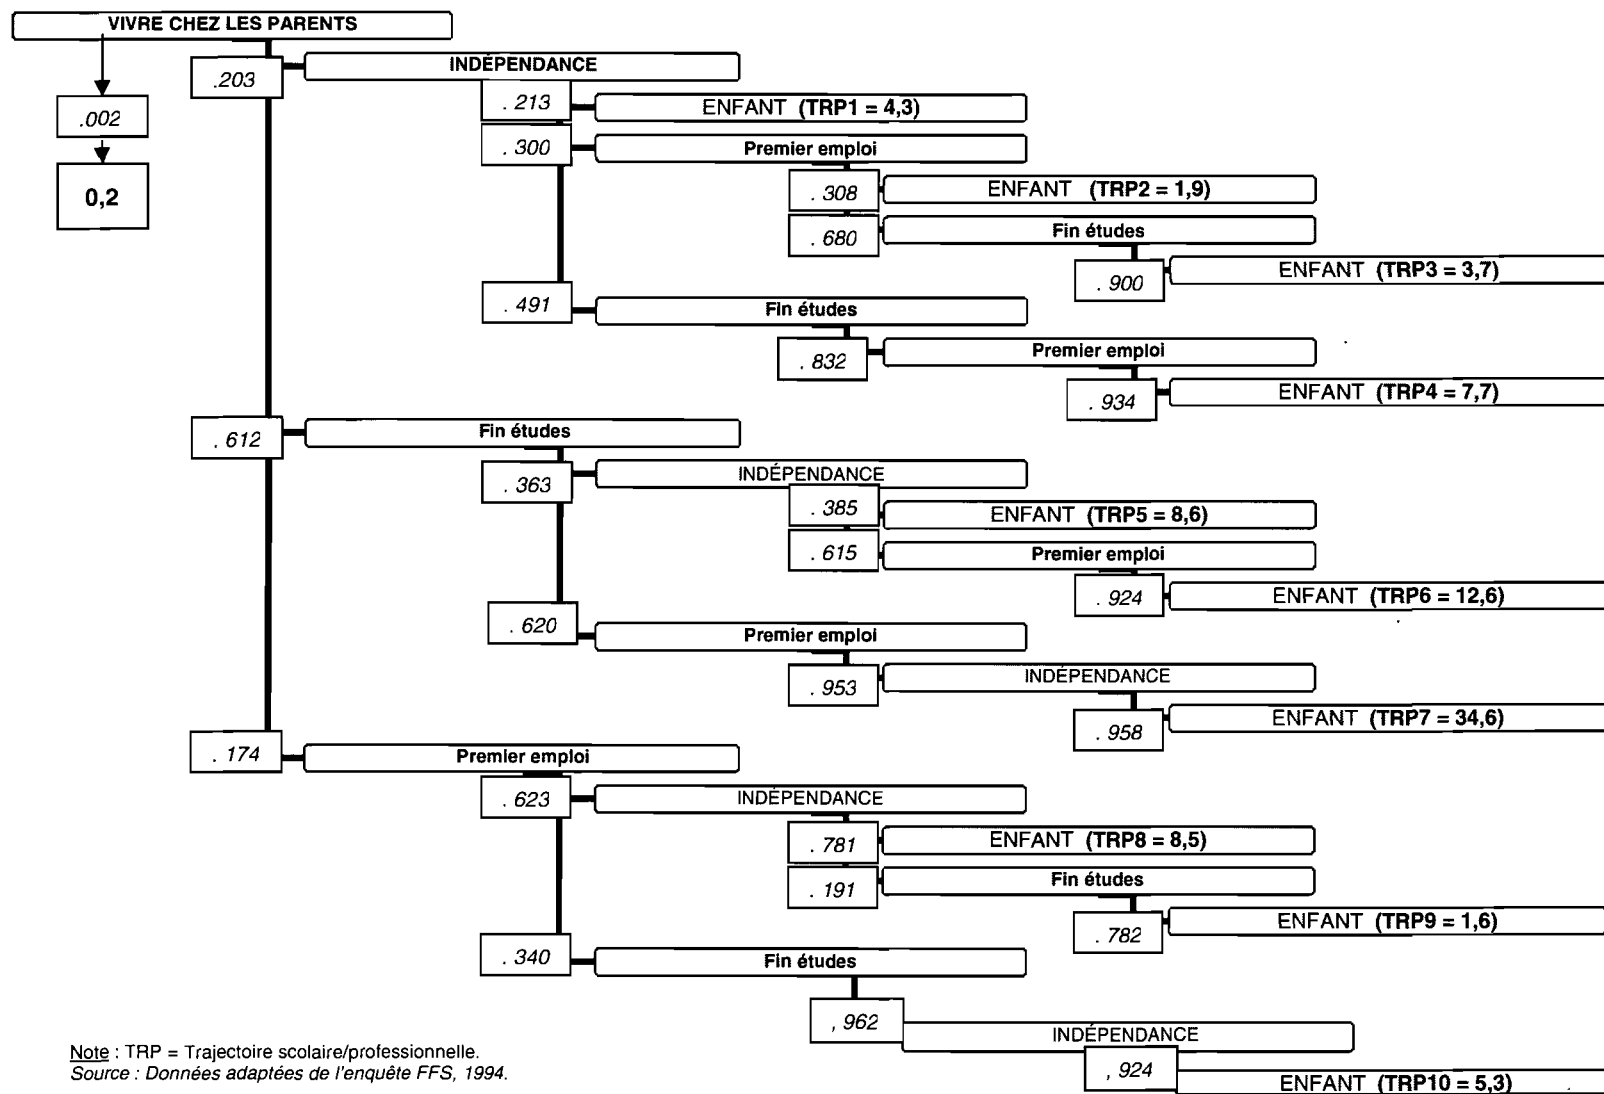 VIVRE CHEZ LES PARENTS
.203
INDÉPENDANCE
.002
0,2
. 213
ENFANT (TRP1 = 4,3)
. 300
Premier emploi
. 308
ENFANT (TRP2 = 1,9)
. 680
Fin études
. 900
ENFANT (TRP3 = 3,7)
. 491
Fin études
. 832
Premier emploi
. 934
ENFANT (TRP4 = 7,7)
. 612
Fin études
. 363
INDÉPENDANCE
. 385
ENFANT (TRP5 = 8,6)
. 615
Premier emploi
. 924
ENFANT (TRP6 = 12,6)
. 620
Premier emploi
. 953
INDÉPENDANCE
. 958
ENFANT (TRP7 = 34,6)
. 174
Premier emploi
. 623
INDÉPENDANCE
. 781
ENFANT (TRP8 = 8,5)
. 191
Fin études
. 782
ENFANT (TRP9 = 1,6)
. 340
Fin études
, 962
INDÉPENDANCE
, 924
ENFANT (TRP10 = 5,3)
Note : TRP = Trajectoire scolaire/professionnelle.
Source : Données adaptées de l'enquête FFS, 1994.